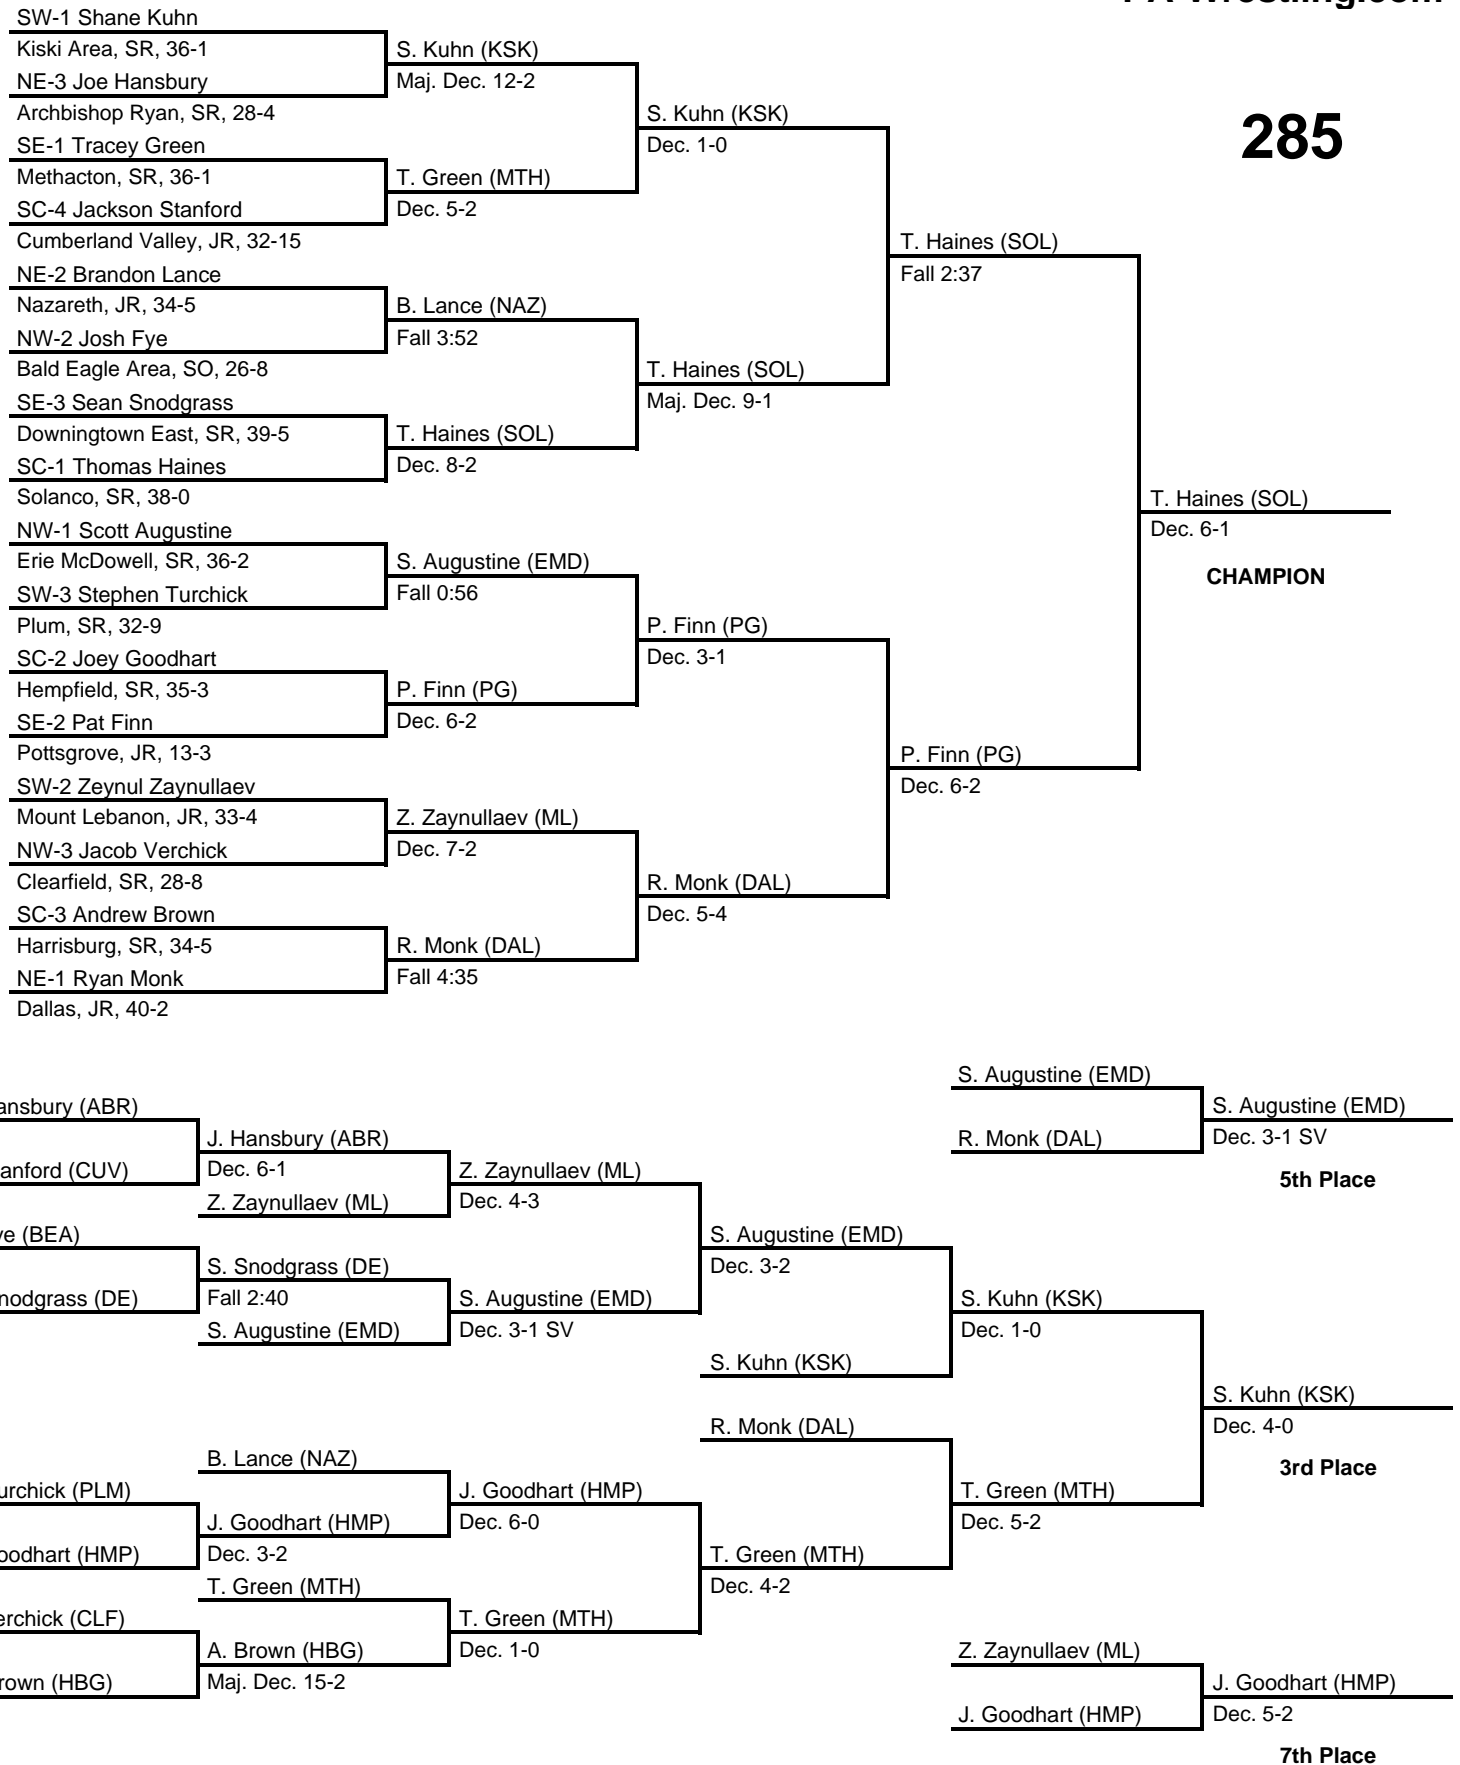 SW-1 Shane Kuhn
Kiski Area, SR, 36-1
S. Kuhn (KSK)
NE-3 Joe Hansbury
Maj. Dec. 12-2
Archbishop Ryan, SR, 28-4
S. Kuhn (KSK)
285
SE-1 Tracey Green
Dec. 1-0
Methacton, SR, 36-1
T. Green (MTH)
SC-4 Jackson Stanford
Dec. 5-2
Cumberland Valley, JR, 32-15
T. Haines (SOL)
NE-2 Brandon Lance
Fall 2:37
Nazareth, JR, 34-5
B. Lance (NAZ)
NW-2 Josh Fye
Fall 3:52
Bald Eagle Area, SO, 26-8
T. Haines (SOL)
SE-3 Sean Snodgrass
Maj. Dec. 9-1
Downingtown East, SR, 39-5
T. Haines (SOL)
SC-1 Thomas Haines
Dec. 8-2
Solanco, SR, 38-0
T. Haines (SOL)
NW-1 Scott Augustine
Dec. 6-1
Erie McDowell, SR, 36-2
S. Augustine (EMD)
CHAMPION
SW-3 Stephen Turchick
Fall 0:56
Plum, SR, 32-9
P. Finn (PG)
SC-2 Joey Goodhart
Dec. 3-1
Hempfield, SR, 35-3
P. Finn (PG)
SE-2 Pat Finn
Dec. 6-2
Pottsgrove, JR, 13-3
P. Finn (PG)
SW-2 Zeynul Zaynullaev
Dec. 6-2
Mount Lebanon, JR, 33-4
Z. Zaynullaev (ML)
NW-3 Jacob Verchick
Dec. 7-2
Clearfield, SR, 28-8
R. Monk (DAL)
SC-3 Andrew Brown
Dec. 5-4
Harrisburg, SR, 34-5
R. Monk (DAL)
NE-1 Ryan Monk
Fall 4:35
Dallas, JR, 40-2
S. Augustine (EMD)
(ABR)
S. Augustine (EMD)
J. Hansbury (ABR)
R. Monk (DAL)
Dec. 3-1 SV
(CUV)
Dec. 6-1
Z. Zaynullaev (ML)
5th Place
Z. Zaynullaev (ML)
Dec. 4-3
(BEA)
S. Augustine (EMD)
S. Snodgrass (DE)
Dec. 3-2
(DE)
Fall 2:40
S. Augustine (EMD)
S. Kuhn (KSK)
S. Augustine (EMD)
Dec. 3-1 SV
Dec. 1-0
S. Kuhn (KSK)
S. Kuhn (KSK)
R. Monk (DAL)
Dec. 4-0
B. Lance (NAZ)
3rd Place
(PLM)
J. Goodhart (HMP)
T. Green (MTH)
J. Goodhart (HMP)
Dec. 6-0
Dec. 5-2
(HMP)
Dec. 3-2
T. Green (MTH)
T. Green (MTH)
Dec. 4-2
(CLF)
T. Green (MTH)
A. Brown (HBG)
Dec. 1-0
Z. Zaynullaev (ML)
(HBG)
Maj. Dec. 15-2
J. Goodhart (HMP)
J. Goodhart (HMP)
Dec. 5-2
7th Place